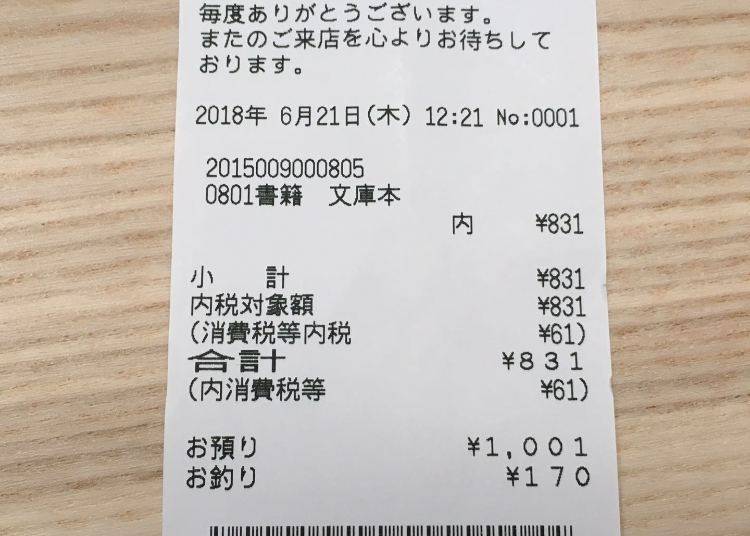 毎度ありがとうございます。
またのご来店を心よりお待ちして
おります。
2018年 6月21日(木) 12:21 No:0001
2015009000805
0801書籍 文庫本
内 ¥831
小 計 ¥831
内税対象額 ¥831
(消費税等内税 ¥61)
合計 ¥831
(内消費税等 ¥61)
お預り ¥1,001
お釣り ¥170